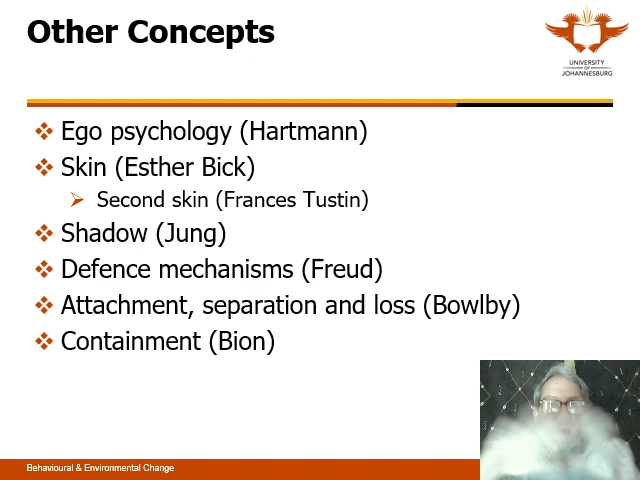 Other Concepts
UNIVERSITY
OF
JOHANNESBURG
Ego psychology (Hartmann)
Skin (Esther Bick)
Second skin (Frances Tustin)
Shadow (Jung)
Defence mechanisms (Freud)
Attachment, separation and loss (Bowlby)
Containment (Bion)
Behavioural & Environmental Change